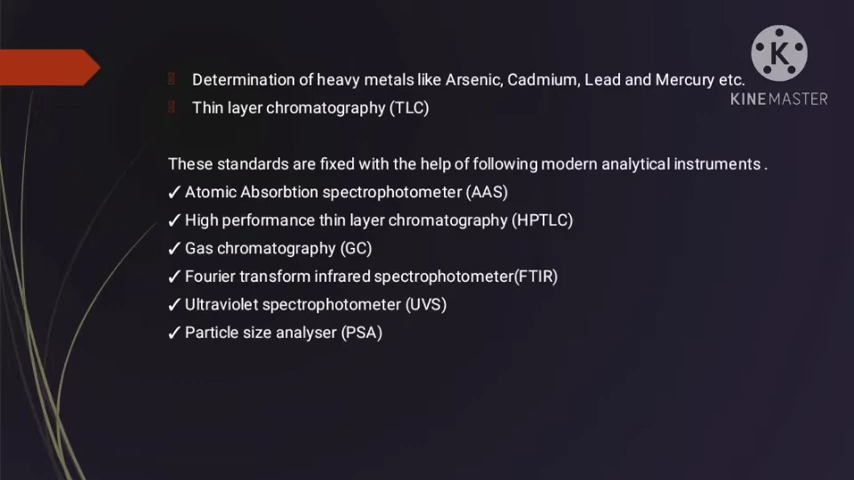 Determination of heavy metals like Arsenic, Cadmium, Lead and Mercury etc.
Thin layer chromatography (TLC)
KINEMASTER
These standards are fixed with the help of following modern analytical instruments .
✓ Atomic Absorbtion spectrophotometer (AAS)
✓ High performance thin layer chromatography (HPTLC)
✓ Gas chromatography (GC)
✓ Fourier transform infrared spectrophotometer(FTIR)
✓ Ultraviolet spectrophotometer (UVS)
✓ Particle size analyser (PSA)